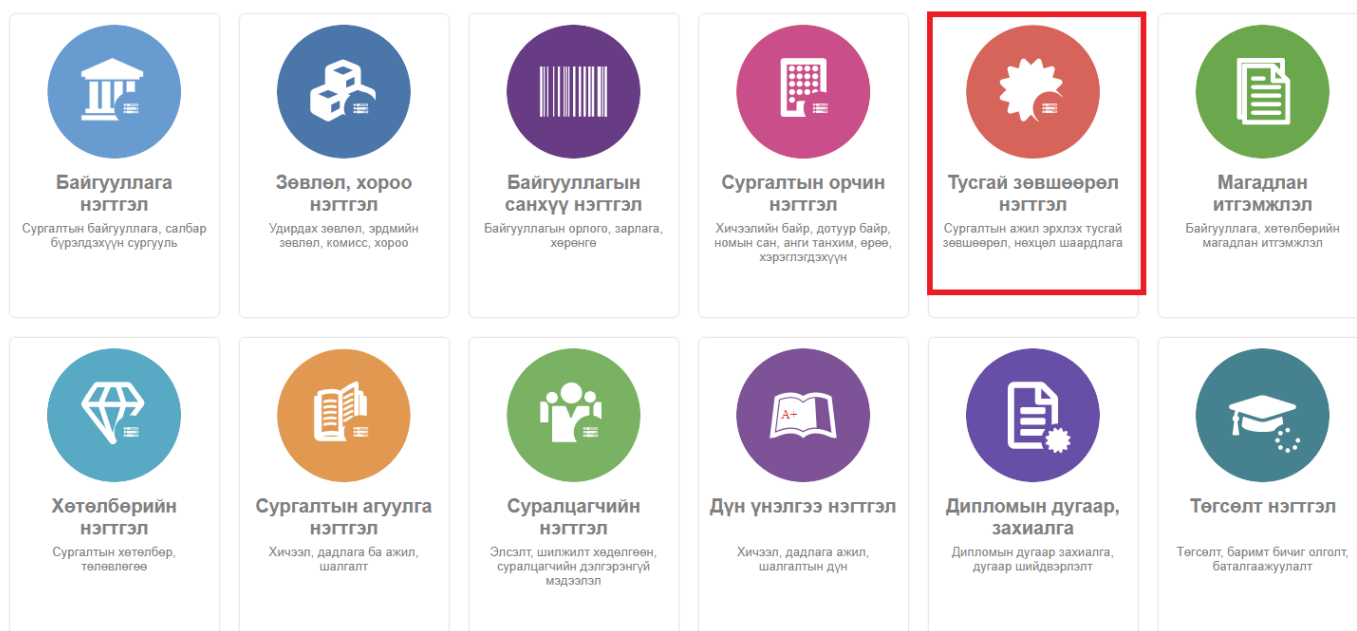 Байгууллага
нэгтгэл
Сургалтын байгууллага, салбар
бүрэлдэхүүн сургууль
Зөвлөл, хороо
нэгтгэл
Удирдах зөвлөл, эрдмийн
зөвлөл, комисс, хороо
Байгууллагын
санхүү нэгтгэл
Байгууллагын орлого, зарлага,
хөрөнгө
Сургалтын орчин
нэгтгэл
Хичээлийн байр, дотуур байр,
номын сан, анги танхим, өрөө,
хэрэглэгдэхүүн
Тусгай зөвшөөрөл
нэгтгэл
Сургалтын ажил эрхлэх тусгай
зөвшөөрөл, нөхцөл шаардлага
Магадлан
итгэмжлэл
Байгууллага, хөтөлбөрийн
магадлан итгэмжлэл
Хөтөлбөрийн
нэгтгэл
Сургалтын хөтөлбөр,
төлөвлөгөө
Сургалтын агуулга
нэгтгэл
Хичээл, дадлага ба ажил,
шалгалт
Суралцагчийн
нэгтгэл
Элсэлт, шилжилт хөдөлгөөн,
суралцагчийн дэлгэрэнгүй
мэдээлэл
A+
Дүн үнэлгээ нэгтгэл
Хичээл, дадлага ажил,
шалгалтын дүн
Дипломын дугаар,
захиалга
Дипломын дугаар захиалга,
дугаар шийдвэрлэлт
Төгсөлт нэгтгэл
Төгсөлт, баримт бичиг олголт,
баталгаажуулалт